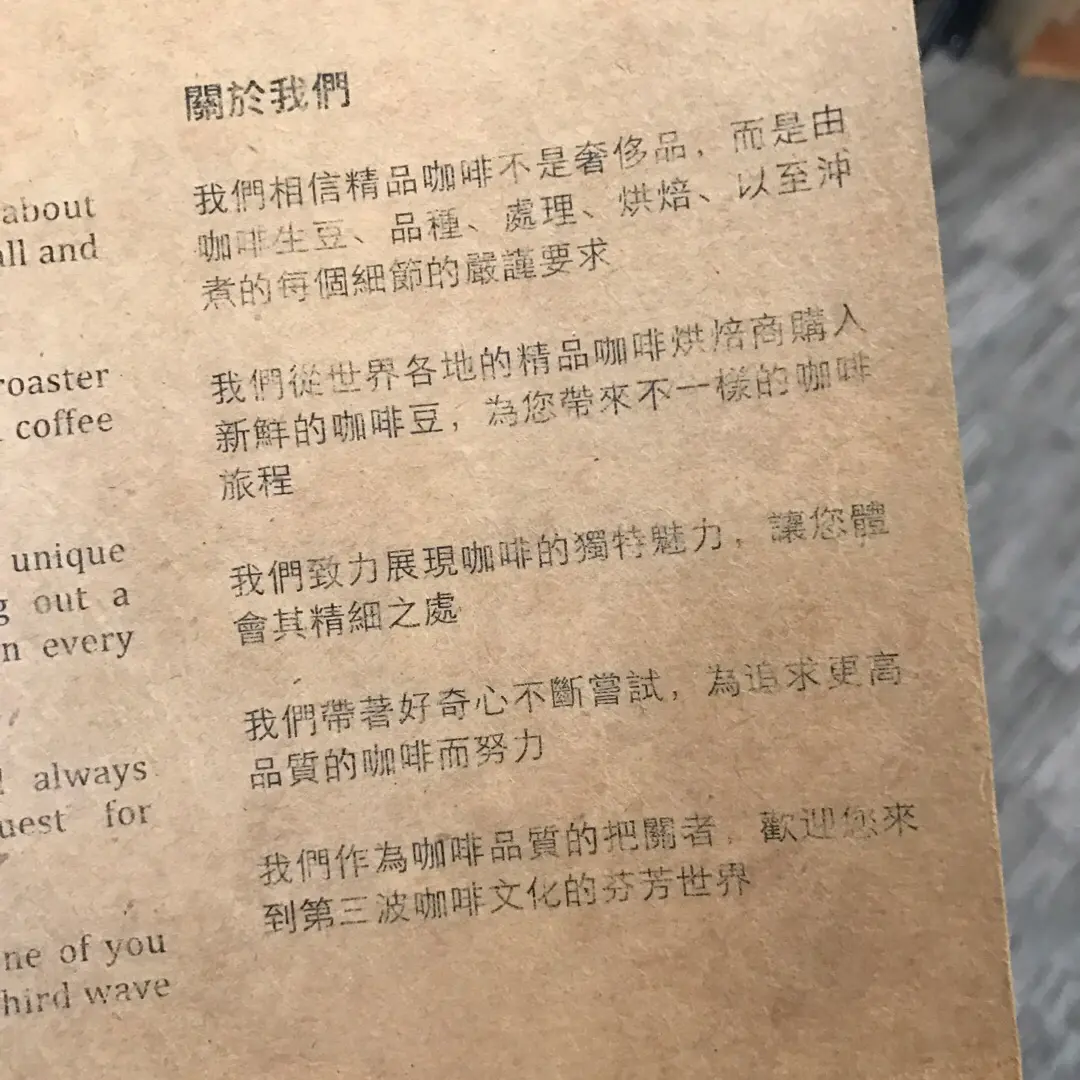 about
all and
roaster
coffee
unique
g out a
n every
always
uest for
ne of you
hird wave
關於我們
我們相信精品咖啡不是奢侈品，而是由
咖啡生豆、品種、處理、烘焙、以至沖
煮的每個細節的嚴謹要求
我們從世界各地的精品咖啡烘焙商購入
新鮮的咖啡豆，為您帶來不一樣的咖啡
旅程
我們致力展現咖啡的獨特魅力，讓您體
會其精細之處
我們帶著好奇心不斷嘗試，為追求更高
品質的咖啡而努力
我們作為咖啡品質的把關者，歡迎您來
到第三波咖啡文化的芬芳世界